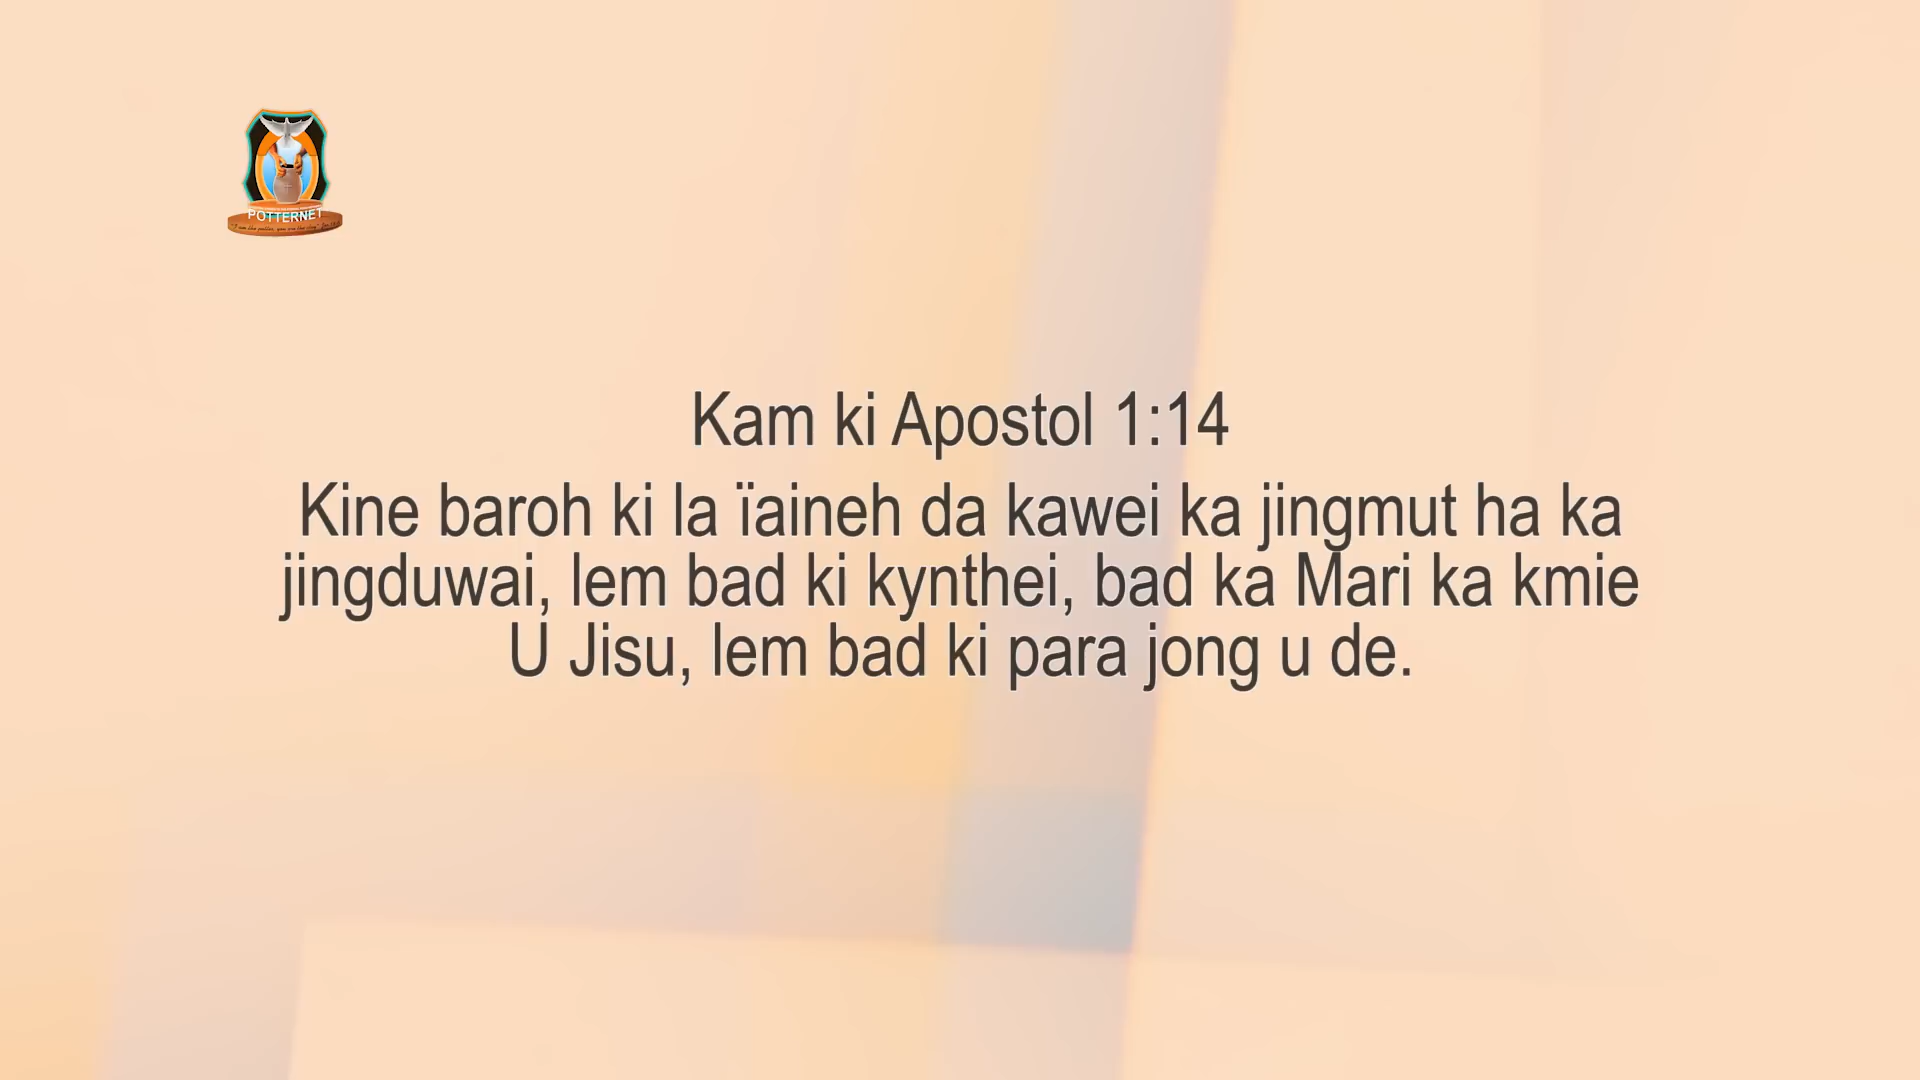 POTTERNET
Kam ki Apostol 1:14
Kine baroh ki la ïaineh da kawei ka jingmut ha ka
jingduwai, lem bad ki kynthei, bad ka Mari ka kmie
U Jisu, lem bad ki para jong u de.